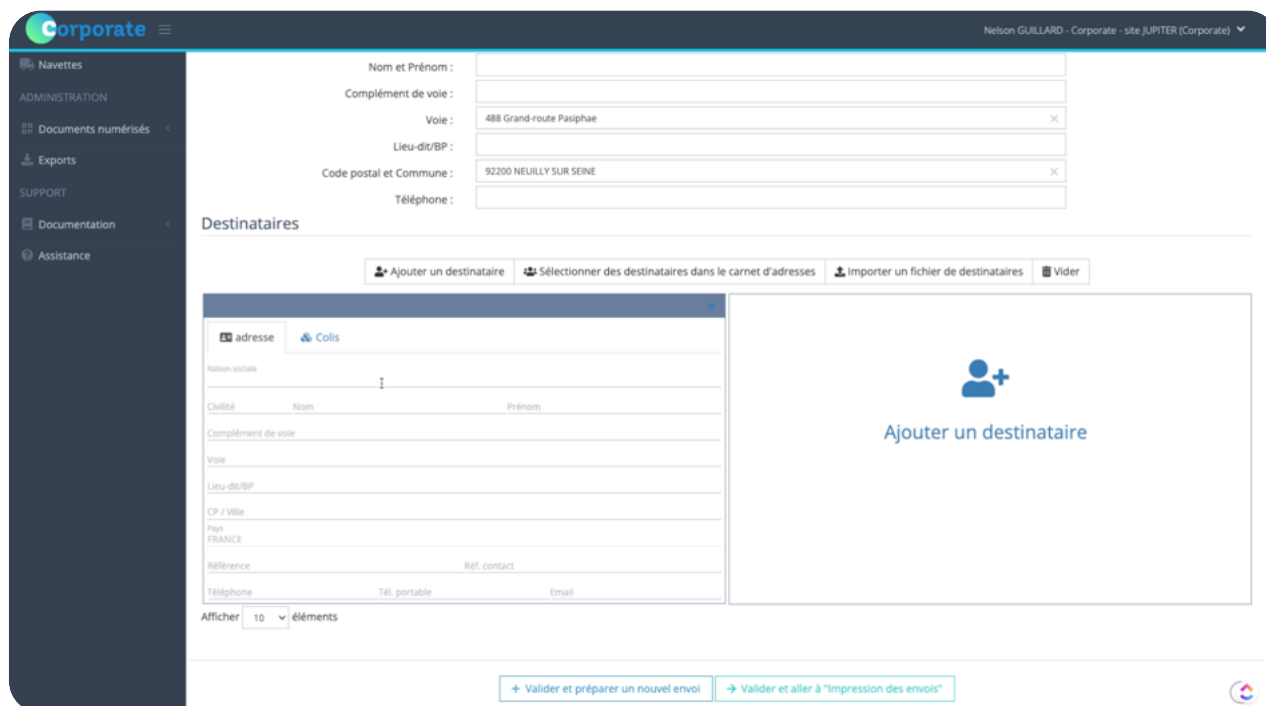 Corporate
Nelson GUILLARD - Corporate - site JUPITER (Corporate)
Navettes
ADMINISTRATION
Documents numérisés
Exports
SUPPORT
Documentation
Assistance
Nom et Prénom :
Complément de voie :
Voie : 488 Grand-route Pasiphae
Lieu-dit/BP :
Code postal et Commune : 92200 NEUILLY SUR SEINE
Téléphone :
Destinataires
Ajouter un destinataire Sélectionner des destinataires dans le carnet d'adresses Importer un fichier de destinataires Vider
adresse Colis
Raison sociale
Civilité Nom Prénom
Complément de voie
Voie
Lieu-dit/BP
CP / Ville
Pays
FRANCE
Référence Réf. contact
Téléphone Tél. portable Email
Ajouter un destinataire
Afficher 10 éléments
+ Valider et préparer un nouvel envoi
→ Valider et aller à "Impression des envois"